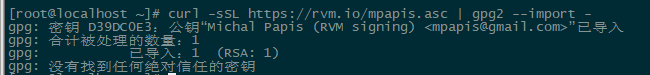 [root@localhost ~]# curl -sSL https://rvm.io/mpapis.asc | gpg2 --import -
gpg: 密钥 D39DC0E3：公钥“Michal Papis (RVM signing) <mpapis@gmail.com>”已导入
gpg: 合计被处理的数量：1
gpg:           已导入：1  (RSA: 1)
gpg: 没有找到任何绝对信任的密钥